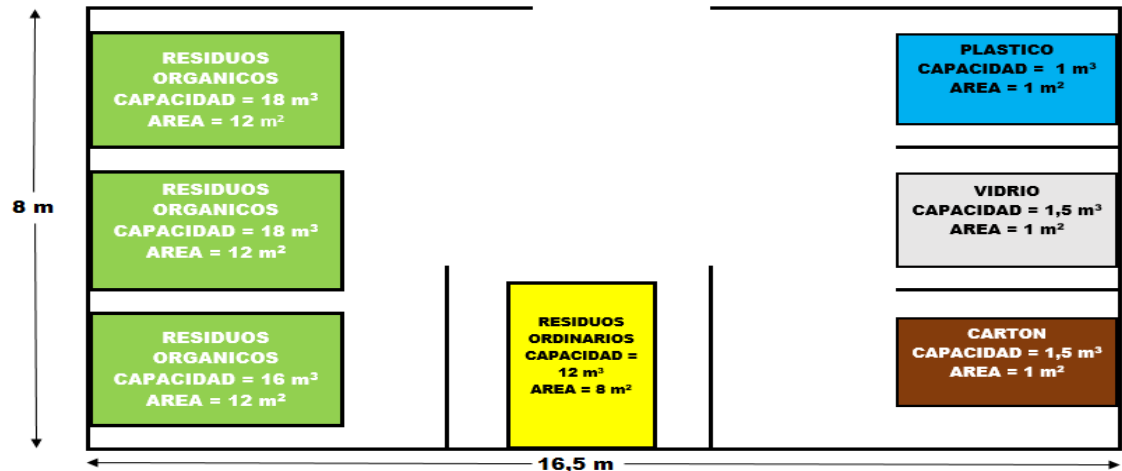 RESIDUOS
ORGANICOS
CAPACIDAD = 18 m³
AREA = 12 m²
PLASTICO
CAPACIDAD = 1 m³
AREA = 1 m²
RESIDUOS
ORGANICOS
CAPACIDAD = 18 m³
AREA = 12 m²
VIDRIO
CAPACIDAD = 1,5 m³
AREA = 1 m²
8 m
RESIDUOS
ORGANICOS
CAPACIDAD = 16 m³
AREA = 12 m²
RESIDUOS
ORDINARIOS
CAPACIDAD =
12 m³
AREA = 8 m²
CARTON
CAPACIDAD = 1,5 m³
AREA = 1 m²
16,5 m